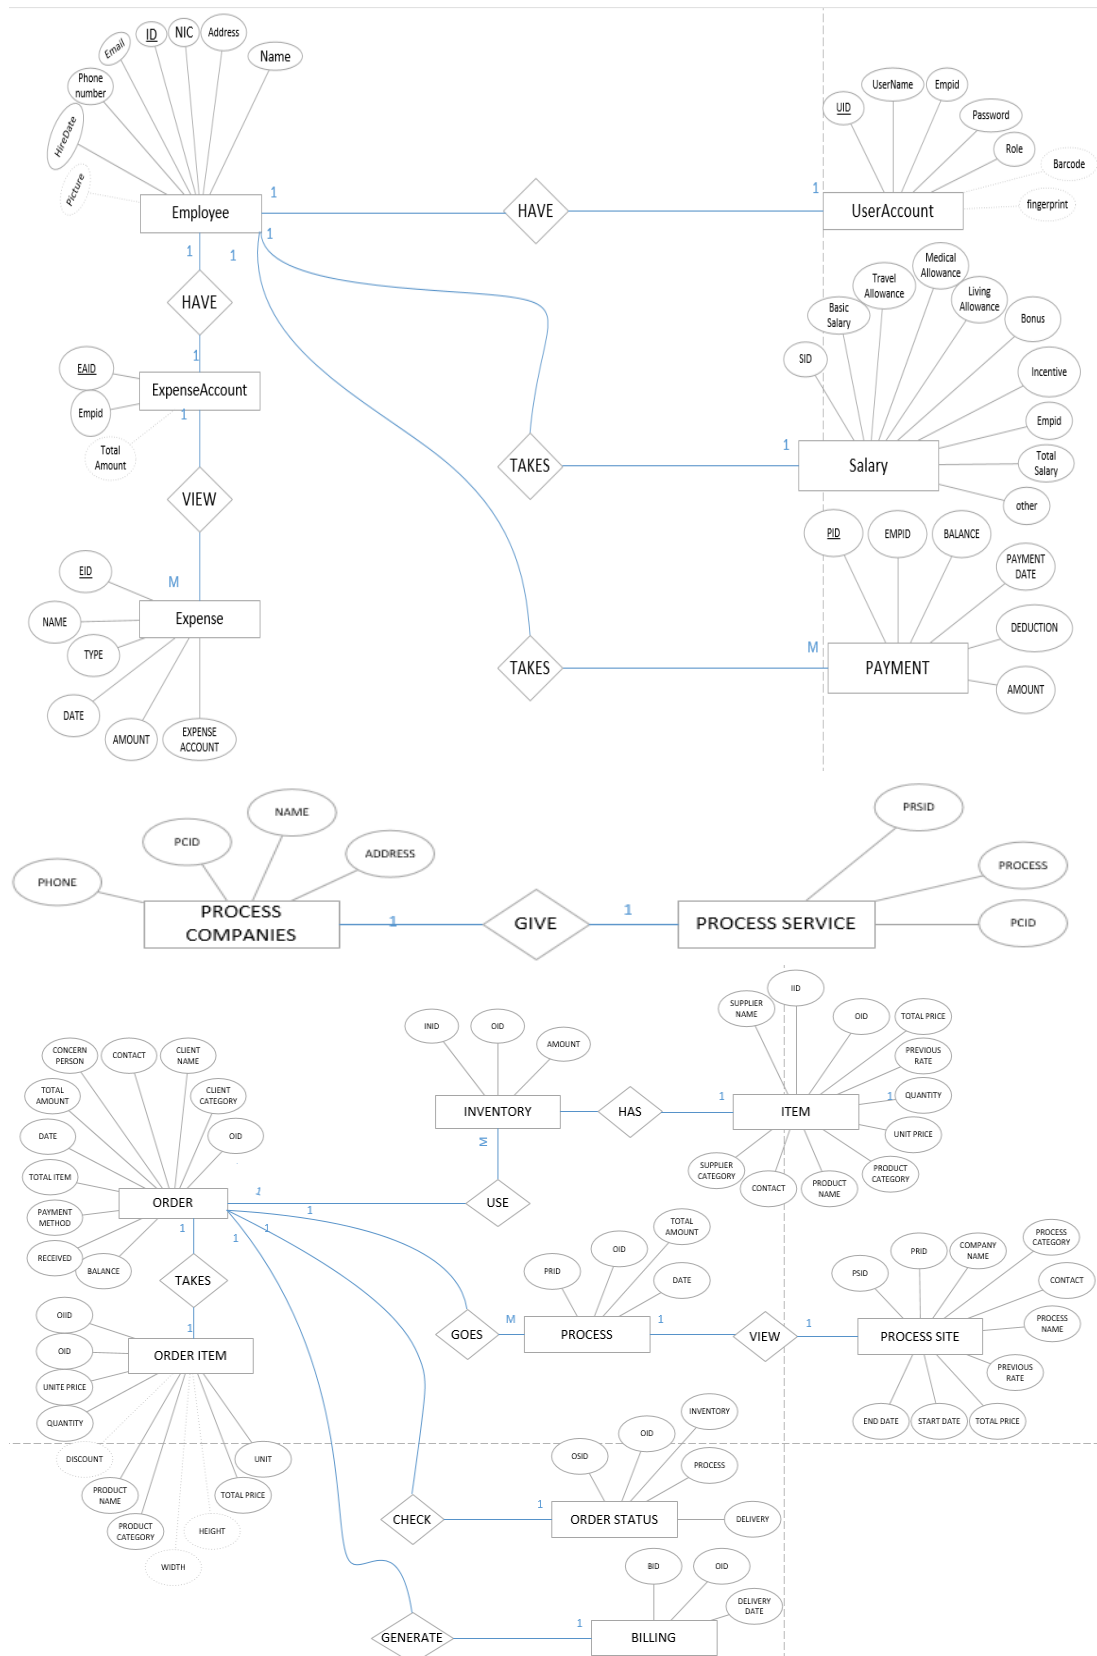 Email
ID
NIC
Address
Name
Phone
number
HireDate
Picture
Employee
1
1
1
1
HAVE
1
UserAccount
UID
UserName
Empid
Password
Role
Barcode
fingerprint
HAVE
1
EAID
Empid
Total
Amount
ExpenseAccount
1
VIEW
M
EID
NAME
TYPE
DATE
AMOUNT
EXPENSE
ACCOUNT
Expense
TAKES
1
Salary
SID
Basic
Salary
Travel
Allowance
Medical
Allowance
Living
Allowance
Bonus
Incentive
Empid
Total
Salary
other
TAKES
M
PAYMENT
PID
EMPID
BALANCE
PAYMENT
DATE
DEDUCTION
AMOUNT
PHONE
PCID
NAME
ADDRESS
PROCESS
COMPANIES
1
GIVE
1
PROCESS SERVICE
PRSID
PROCESS
PCID
INID
OID
AMOUNT
INVENTORY
M
HAS
1
ITEM
SUPPLIER
NAME
IID
OID
TOTAL PRICE
PREVIOUS
RATE
1
QUANTITY
UNIT PRICE
PRODUCT
CATEGORY
PRODUCT
NAME
CONTACT
SUPPLIER
CATEGORY
CONCERN
PERSON
CONTACT
CLIENT
NAME
TOTAL
AMOUNT
CLIENT
CATEGORY
DATE
OID
TOTAL ITEM
PAYMENT
METHOD
RECEIVED
BALANCE
ORDER
1
1
1
1
1
USE
TAKES
1
ORDER ITEM
OIID
OID
UNITE PRICE
QUANTITY
DISCOUNT
PRODUCT
NAME
PRODUCT
CATEGORY
WIDTH
HEIGHT
TOTAL PRICE
UNIT
GOES
M
PROCESS
PRID
OID
TOTAL
AMOUNT
DATE
1
VIEW
1
PROCESS SITE
PSID
PRID
COMPANY
NAME
PROCESS
CATEGORY
CONTACT
PROCESS
NAME
PREVIOUS
RATE
TOTAL PRICE
START DATE
END DATE
CHECK
1
ORDER STATUS
OSID
OID
INVENTORY
PROCESS
DELIVERY
GENERATE
1
BILLING
BID
OID
DELIVERY
DATE